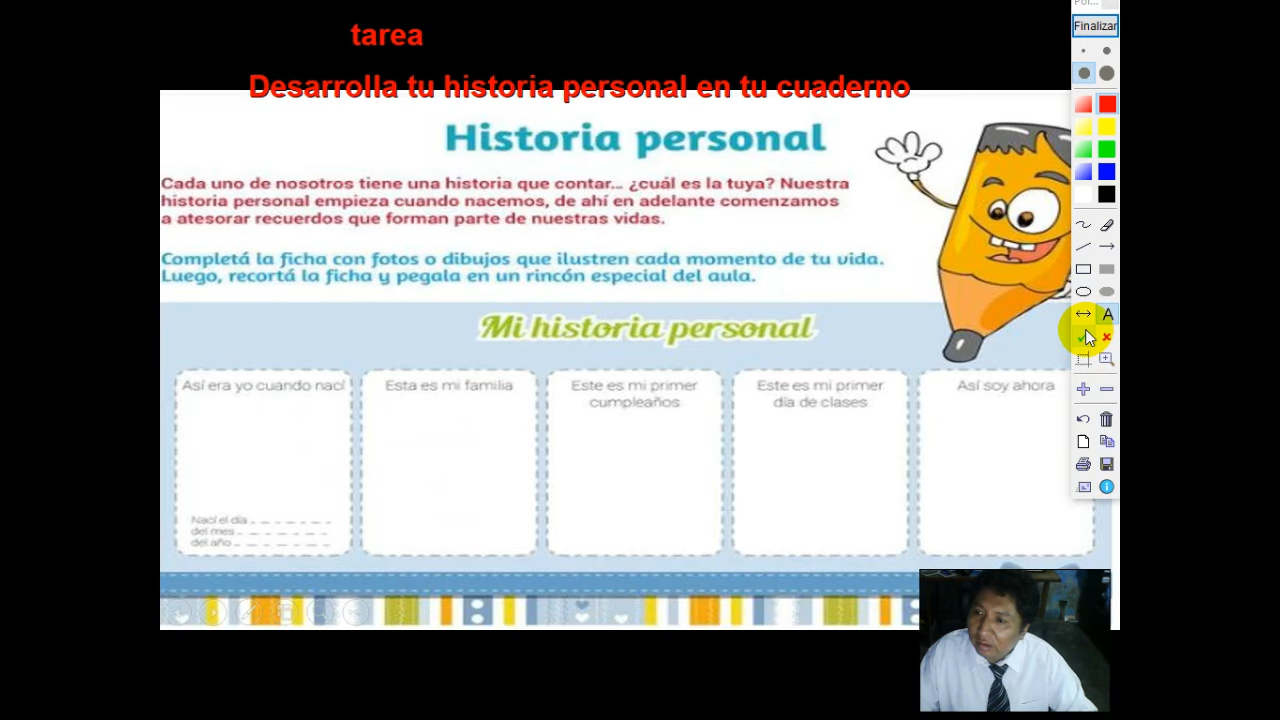 Por...
Finalizar
tarea
Desarrolla tu historia personal en tu cuaderno
Historia personal
Cada uno de nosotros tiene una historia que contar... ¿cuál es la tuya? Nuestra
historia personal empieza cuando nacemos, de ahí en adelante comenzamos
a atesorar recuerdos que forman parte de nuestras vidas.
Completá la ficha con fotos o dibujos que ilustren cada momento de tu vida.
Luego, recortá la ficha y pegala en un rincón especial del aula.
A
Mi historia personal
Así era yo cuando nací
Nací el día
del mes
del año
Esta es mi familia
Este es mi primer
cumpleaños
Este es mi primer
día de clases
Así soy ahora